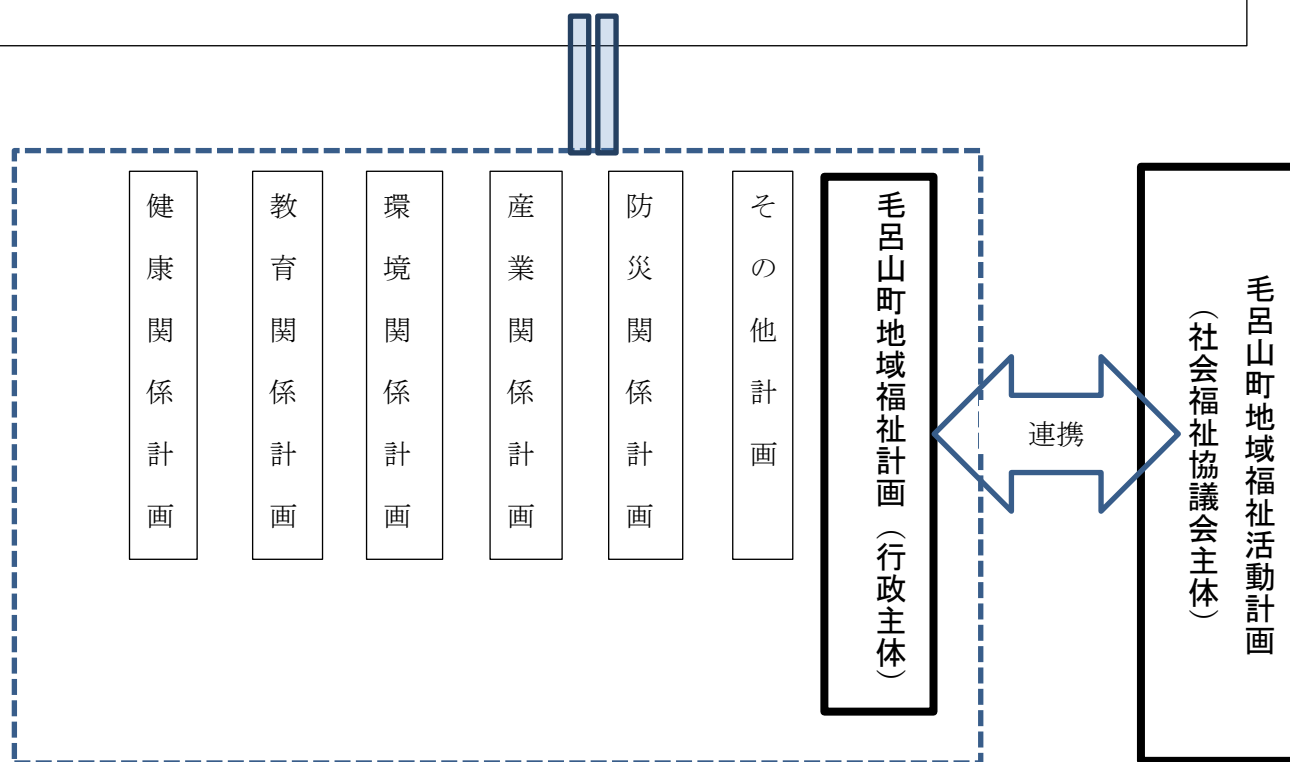 健康関係計画
教育関係計画
環境関係計画
産業関係計画
防災関係計画
その他計画
毛呂山町地域福祉計画（行政主体）
連携
毛呂山町地域福祉活動計画
（社会福祉協議会主体）